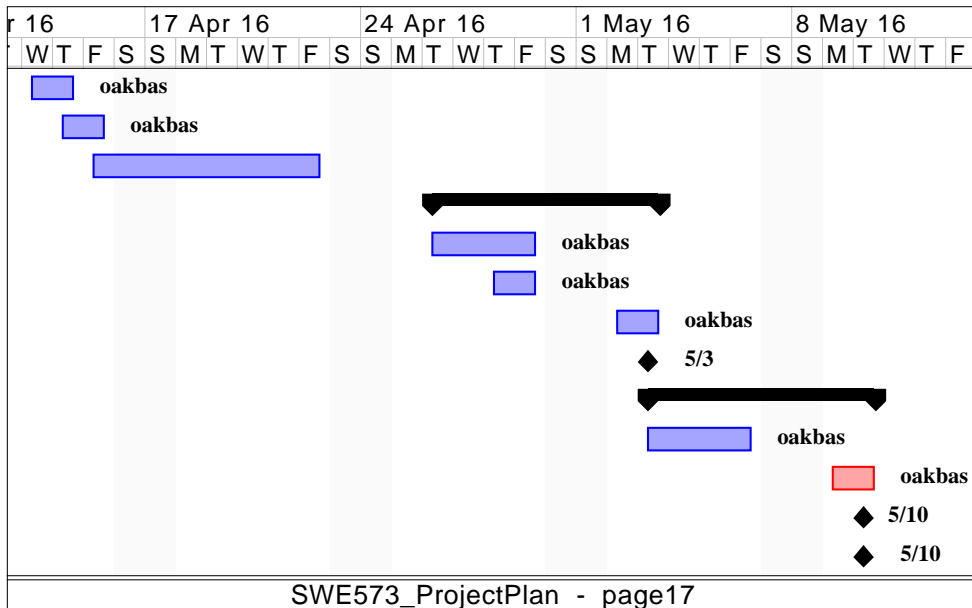 r 16 17 Apr 16 24 Apr 16 1 May 16 8 May 16
W T F S S M T W T F S S M T W T F S S M T W T F S S M T W T F
oakbas
oakbas
oakbas
oakbas
oakbas
5/3
oakbas
oakbas
5/10
5/10
SWE573_ProjectPlan - page17